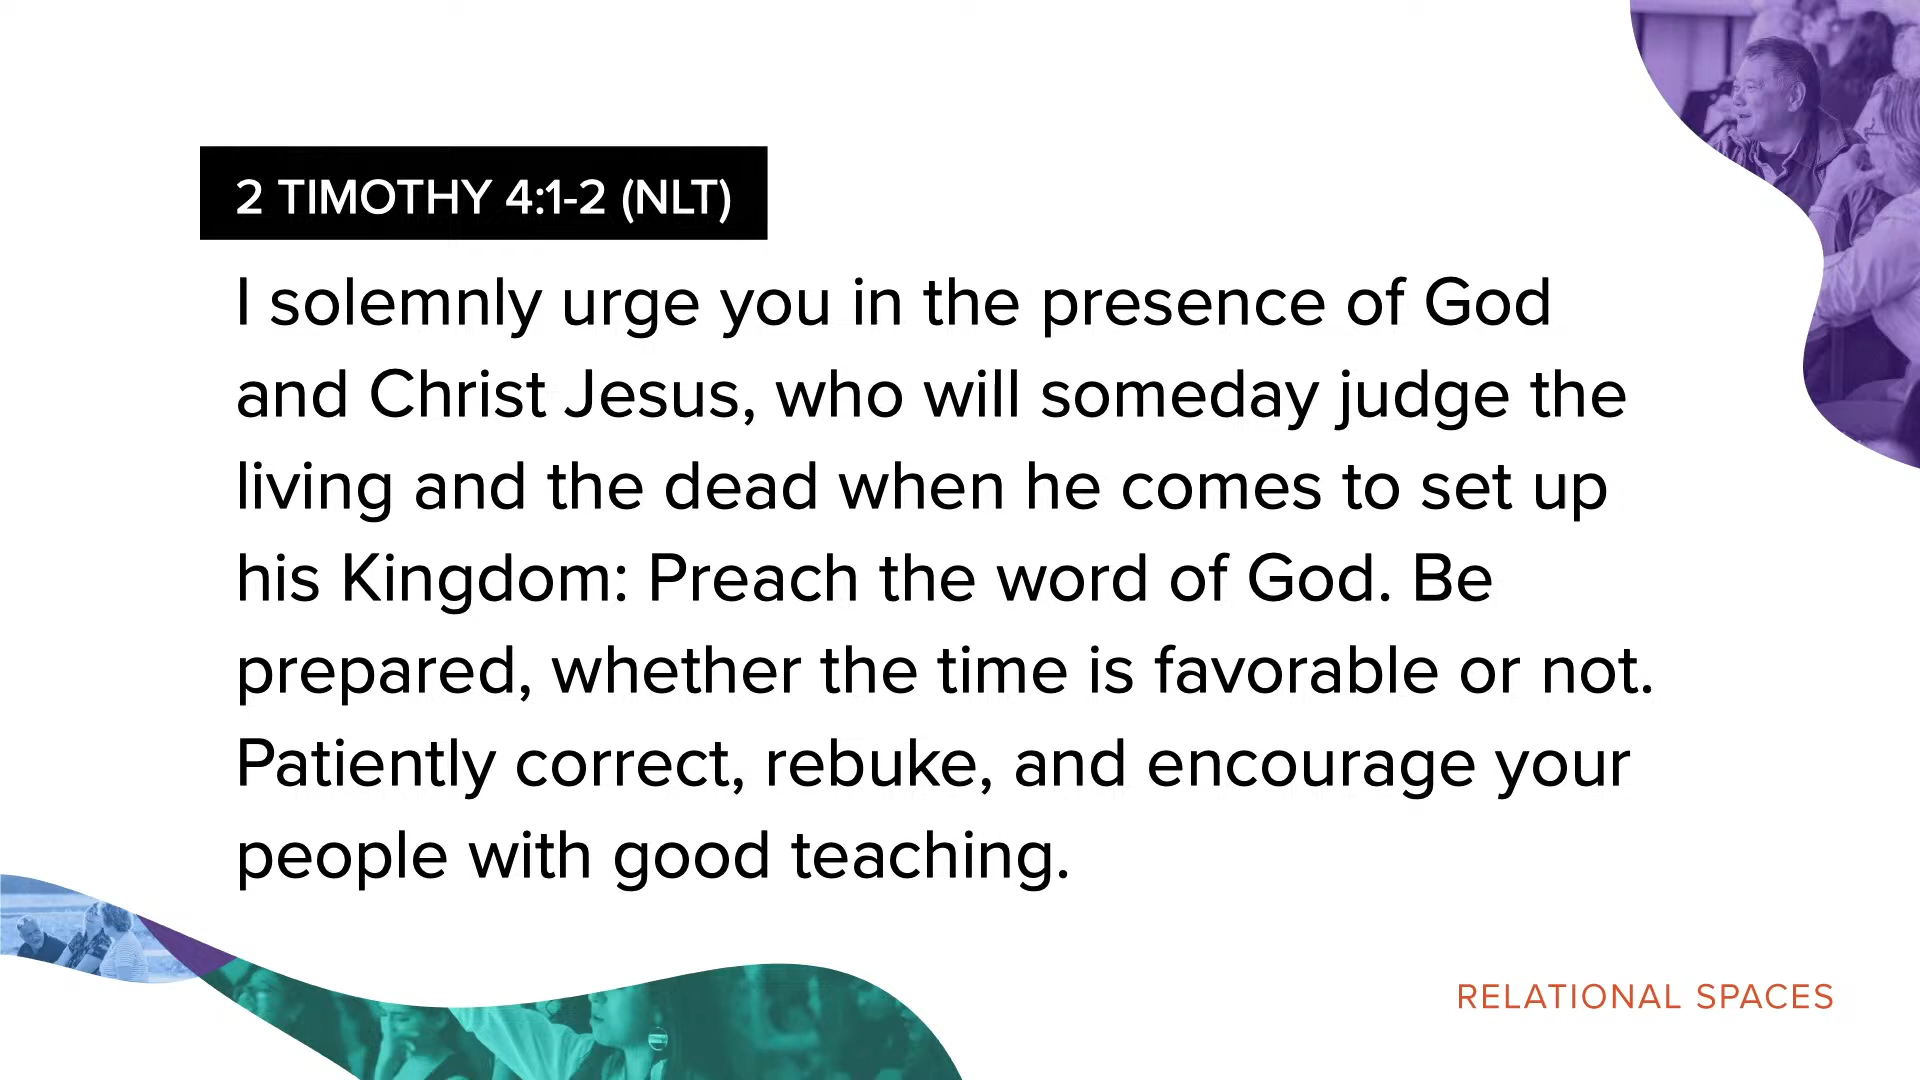 2 TIMOTHY 4:1-2 (NLT)
I solemnly urge you in the presence of God
and Christ Jesus, who will someday judge the
living and the dead when he comes to set up
his Kingdom: Preach the word of God. Be
prepared, whether the time is favorable or not.
Patiently correct, rebuke, and encourage your
people with good teaching.
RELATIONAL SPACES